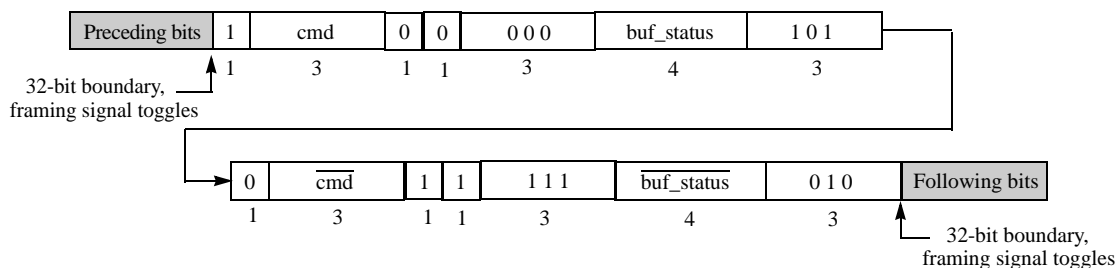 Preceding bits 1 cmd 0 0 0 0 0 buf_status 1 0 1
1 3 1 1 3 4 3
32-bit boundary,
framing signal toggles
0 cmd 1 1 1 1 1 buf_status 0 1 0 Following bits
1 3 1 1 3 4 3
32-bit boundary,
framing signal toggles